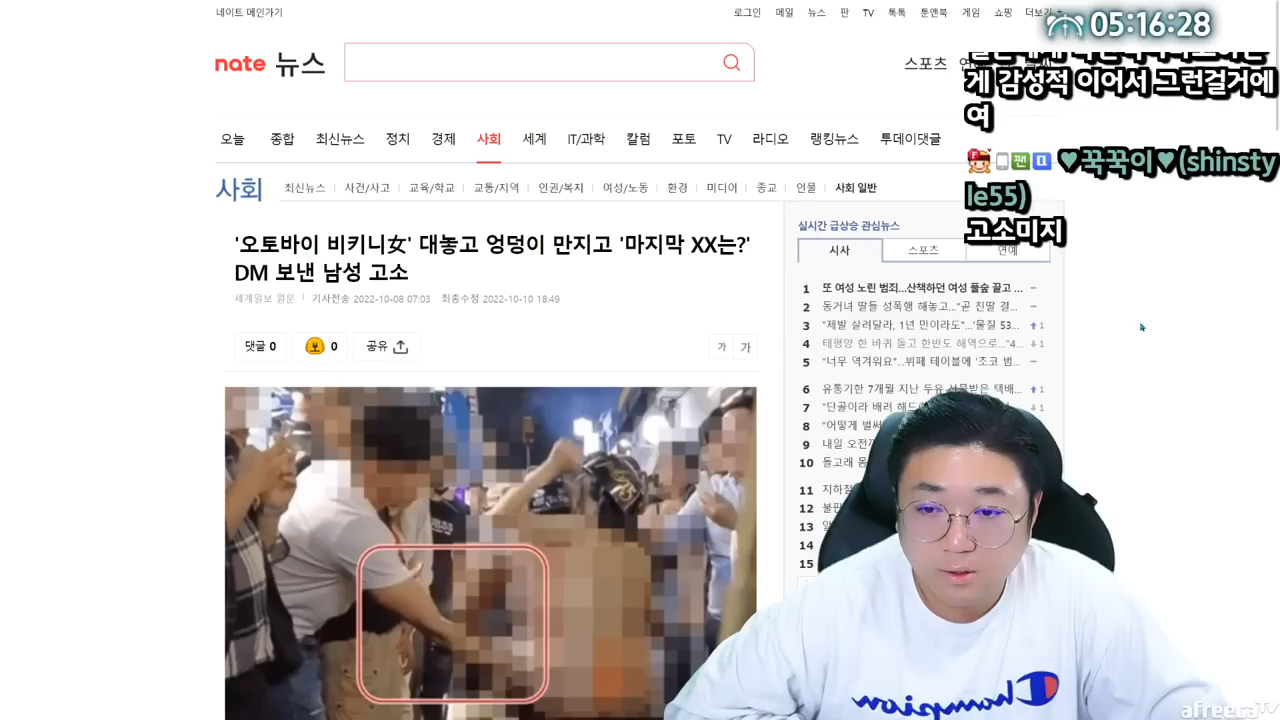 네이트 메인가기
로그인 메일 뉴스 판 TV 톡톡 툰앤북 게임 쇼핑 더보기
05:16:28
nate 뉴스
스포츠
게 감성적 이어서 그런걸거에
여
♥꾹꾹이♥(shinsty
le55)
고소미지
오늘 종합 최신뉴스 정치 경제 사회 세계 IT/과학 칼럼 포토 TV 라디오 랭킹뉴스 투데이댓글
사회
최신뉴스 사건/사고 교육/학교 교통/지역 인권/복지 여성/노동 환경 미디어 종교 인물 사회 일반
'오토바이 비키니女' 대놓고 엉덩이 만지고 '마지막 XX는?'
DM 보낸 남성 고소
세계일보 원문 기사전송 2022-10-08 07:03 최종수정 2022-10-10 18:49
댓글 0 0 공유
가 가
실시간 급상승 관심뉴스
시사 스포츠 연예
1 또 여성 노린 범죄...산책하던 여성 풀숲 끌고 ...
2 동거녀 딸들 성폭행 해놓고..."곧 친딸 결...
3 "제발 살려달라, 1년 만이라도"...'물질 53... 1
4 태평양 한 바퀴 돌고 한반도 해역으로..."4... 1
5 "너무 역겨워요"...뷔페 테이블에 '초코 범...
6 유통기한 7개월 지난 두유 선물받은 택배... 1
7 "단골이라 배려 헤드 1
8 "어떻게 벌써
9 내일 오전
10 돌고래 몸
11 지하철
12 불판
13
14
15
Champion
afreecaTV